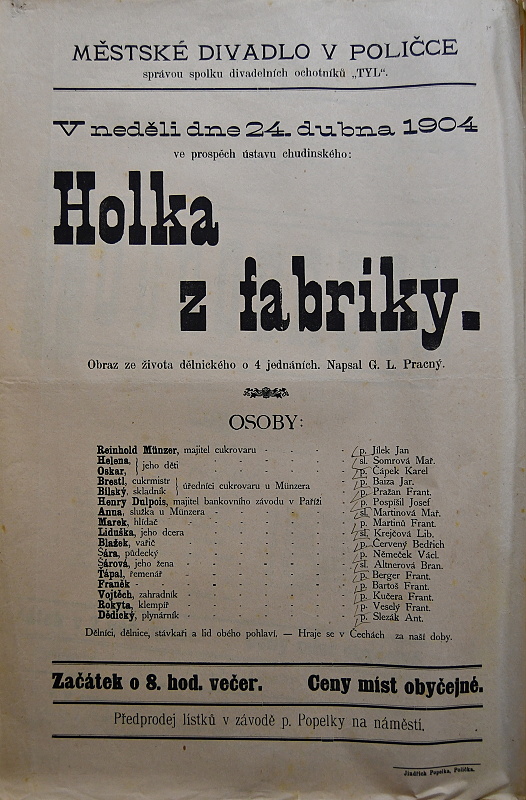 MĚSTSKÉ DIVADLO V POLIČCE
správou spolku divadelních ochotníků „TYL“.
V neděli dne 24. dubna 1904
ve prospěch ústavu chudinského:
Holka
z fabriky.
Obraz ze života dělnického o 4 jednáních. Napsal G. L. Pracný.
OSOBY:
Reinhold Münzer, majitel cukrovaru - - - - p. Jílek Jan
Helena, } jeho děti - - - - sl. Somrová Mař.
Oskar, - - - - p. Čápek Karel
Brestl, cukrmistr } úředníci cukrovaru u Münzera - - p. Baiza Jar.
Bílský, skladník - - p. Pražan Frant.
Henry Dulpois, majitel bankovního závodu v Paříži - - p. Pospíšil Josef
Anna, služka u Münzera - - - - sl. Martinová Mař.
Marek, hlídač - - - - p. Martinů Frant.
Liduška, jeho dcera - - - - sl. Krejčová Lib.
Blažek, vařič - - - - p. Červený Bedřich
Sára, půdecký - - - - p. Němeček Václ.
Šárová, jeho žena - - - - sl. Altnerová Bran.
Tápal, řemenář - - - - p. Berger Frant.
Franěk - - - - p. Bartoš Frant.
Vojtěch, zahradník - - - - p. Kučera Frant.
Rokyta, klempíř - - - - p. Veselý Frant.
Dědický, plynárník - - - - p. Slezák Ant.
Dělníci, dělnice, stávkaři a lid obého pohlaví. — Hraje se v Čechách za naší doby.
Začátek o 8. hod. večer. Ceny míst obyčejné.
Předprodej lístků v závodě p. Popelky na náměstí.
Jindřich Popelka, Polička.